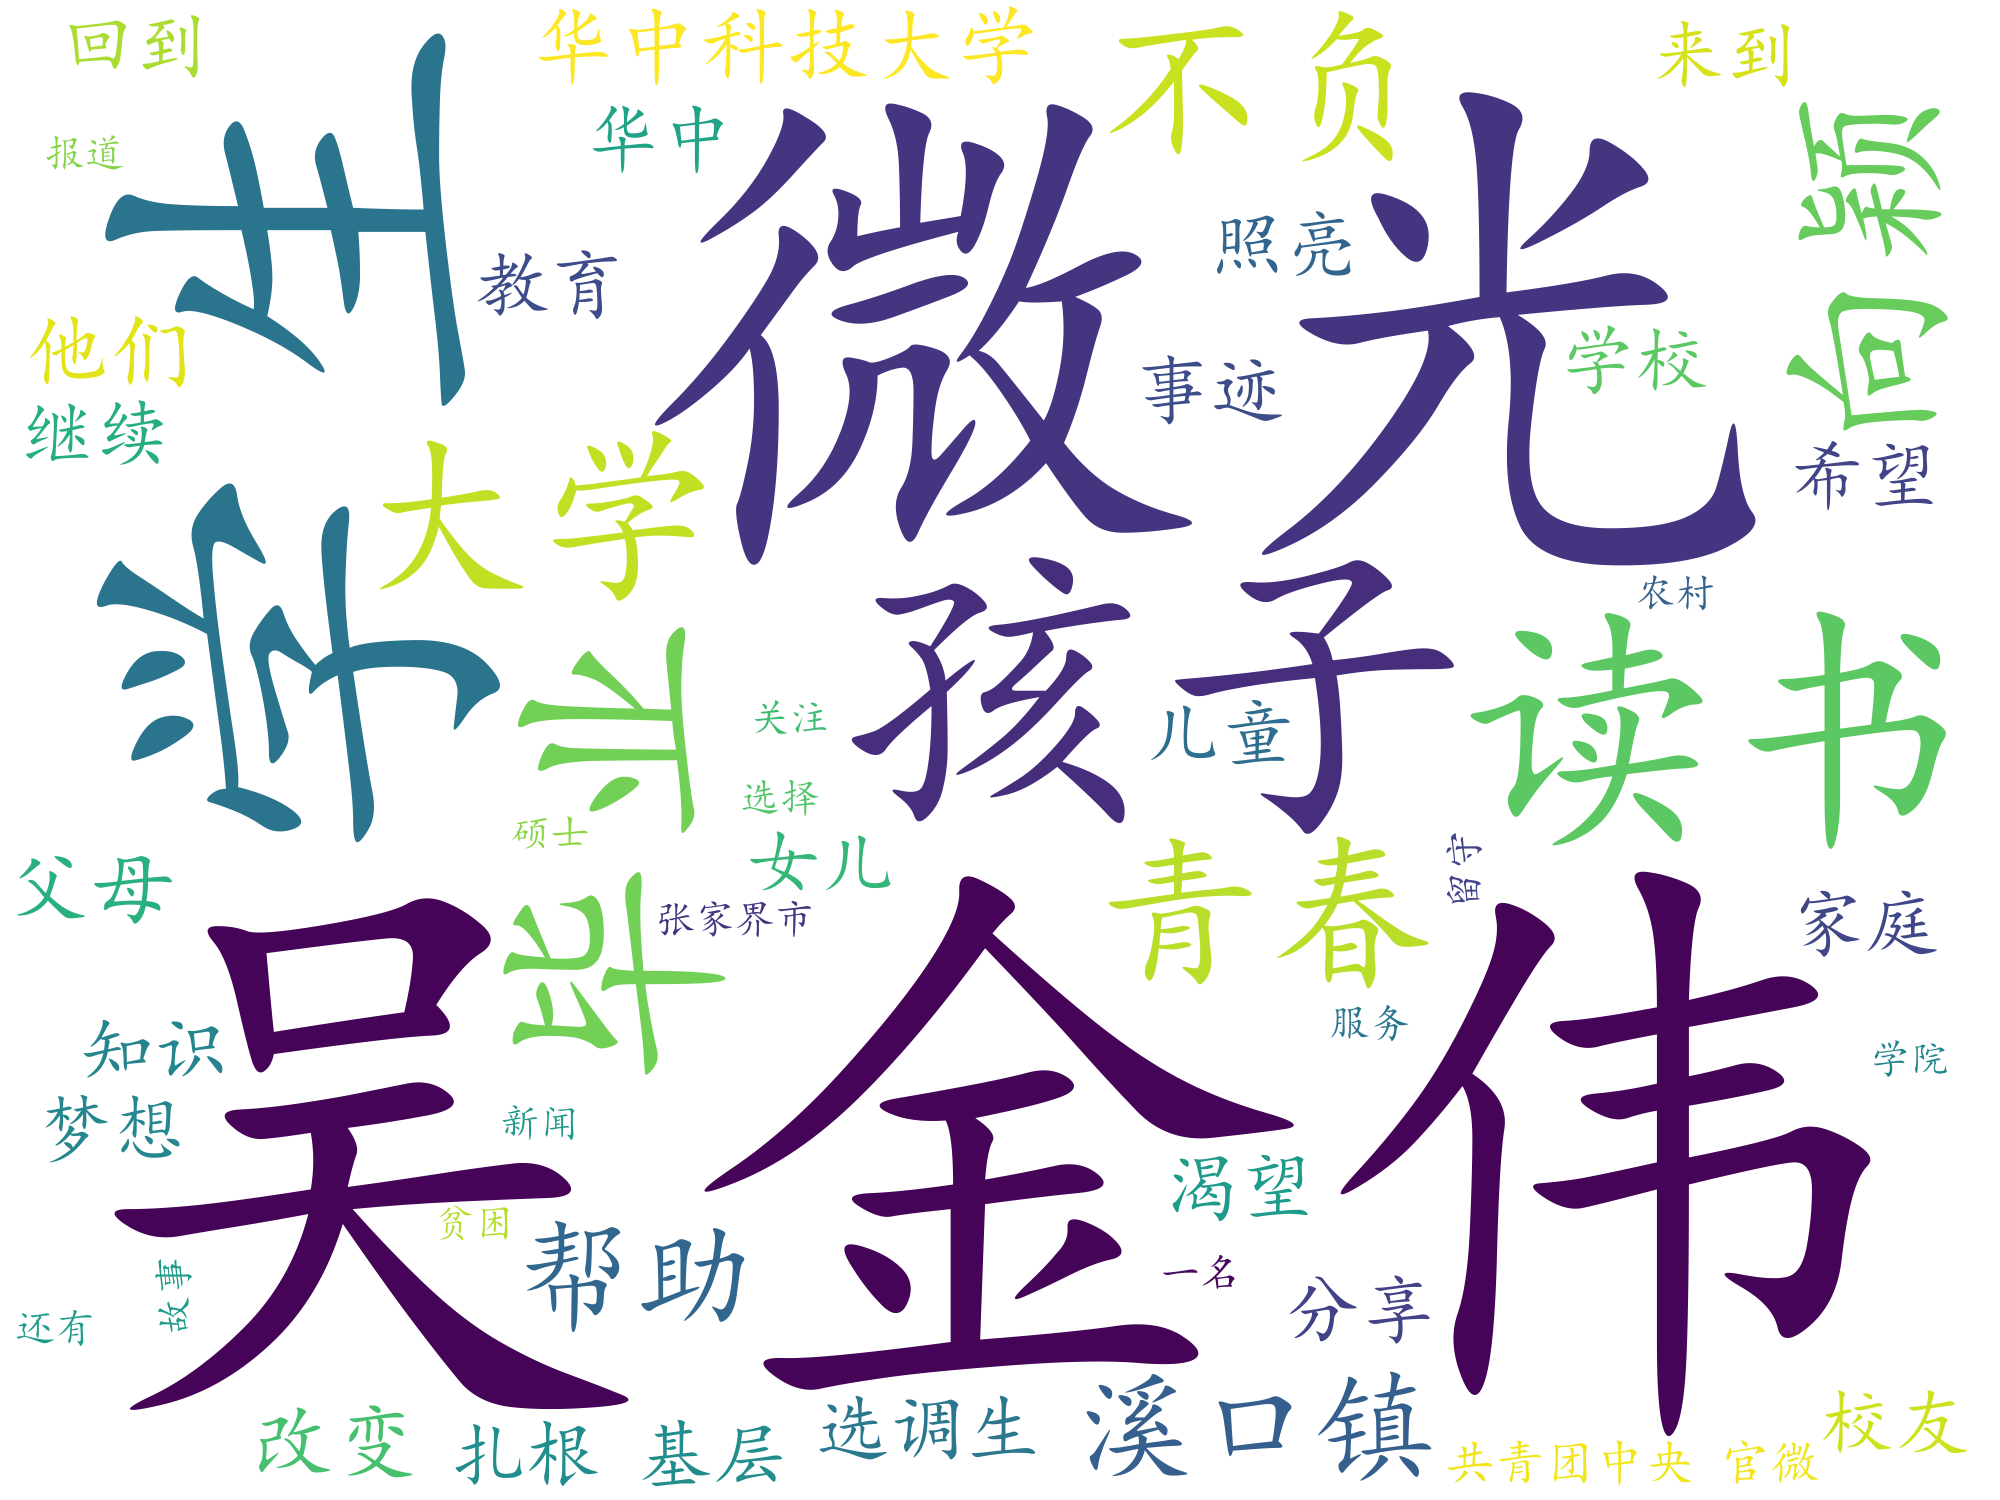 回到
华中科技大学
不负
来到
报道
华中
微光
向颖
学生
教育
照亮
他们
事迹
学校
继续
大学
希望
孩子
农村
读书
毕业
关注
儿童
选择
硕士
女儿
父母
张家界市
青春
留守
家庭
吴金伟
知识
服务
学院
梦想
新闻
渴望
贫困
帮助
一名
分享
故事
还有
改变
扎根
基层
选调生
溪口镇
共青团中央
官微
校友